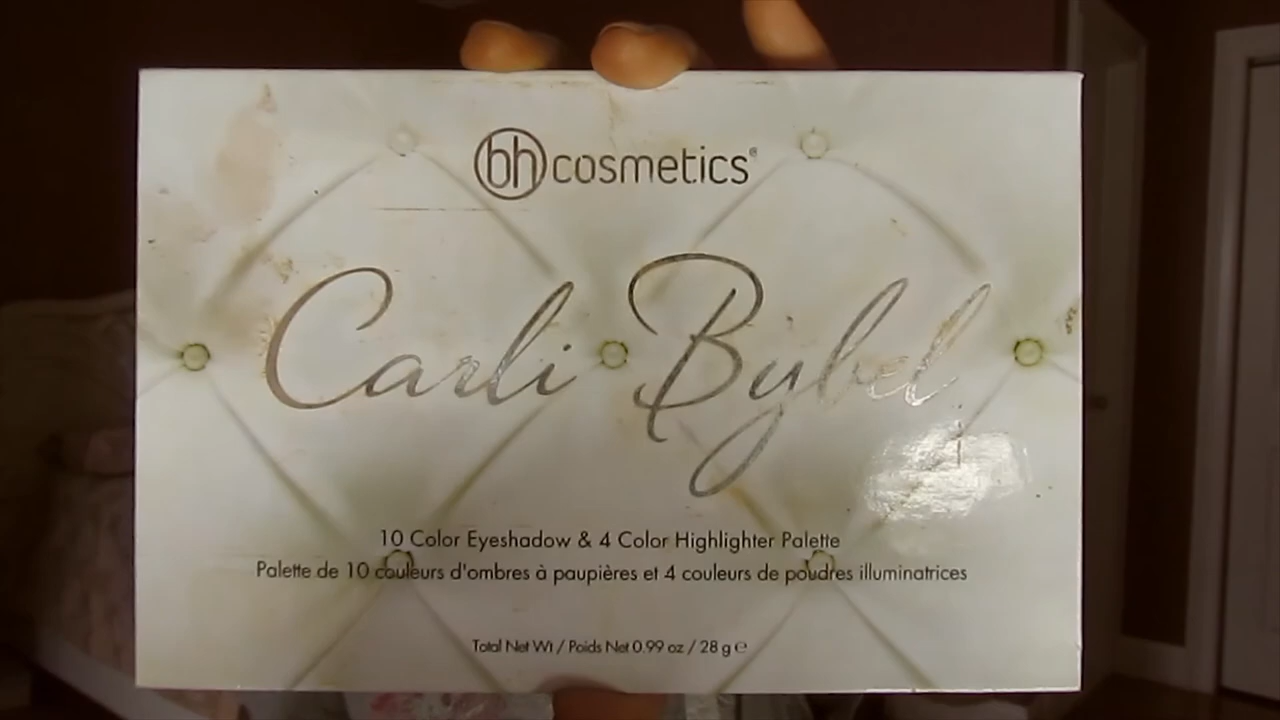 bh cosmetics®
Carli Bybel
10 Color Eyeshadow & 4 Color Highlighter Palette
Palette de 10 couleurs d'ombres à paupières et 4 couleurs de poudres illuminatrices
Total Net Wt / Poids Net 0.99 oz / 28 g ℮